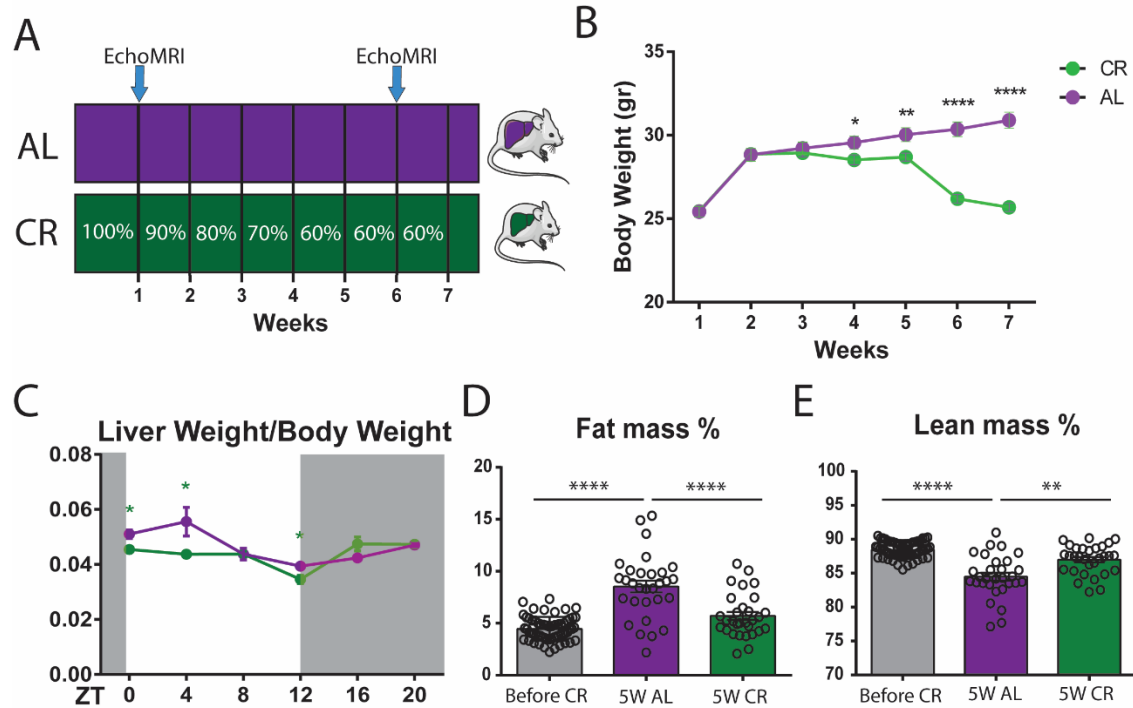 A
EchoMRI EchoMRI
AL
CR
100% 90% 80% 70% 60% 60% 60%
1 2 3 4 5 6 7
Weeks
B
35
30
25
20
Body Weight (gr)
* ** **** ****
1 2 3 4 5 6 7
Weeks
CR
AL
C
Liver Weight/Body Weight
0.08
0.06
0.04
0.02
0.00
* * *
ZT 0 4 8 12 16 20
D
Fat mass %
20
15
10
5
0
**** ****
Before CR 5W AL 5W CR
E
Lean mass %
100
95
90
85
80
75
70
**** **
Before CR 5W AL 5W CR